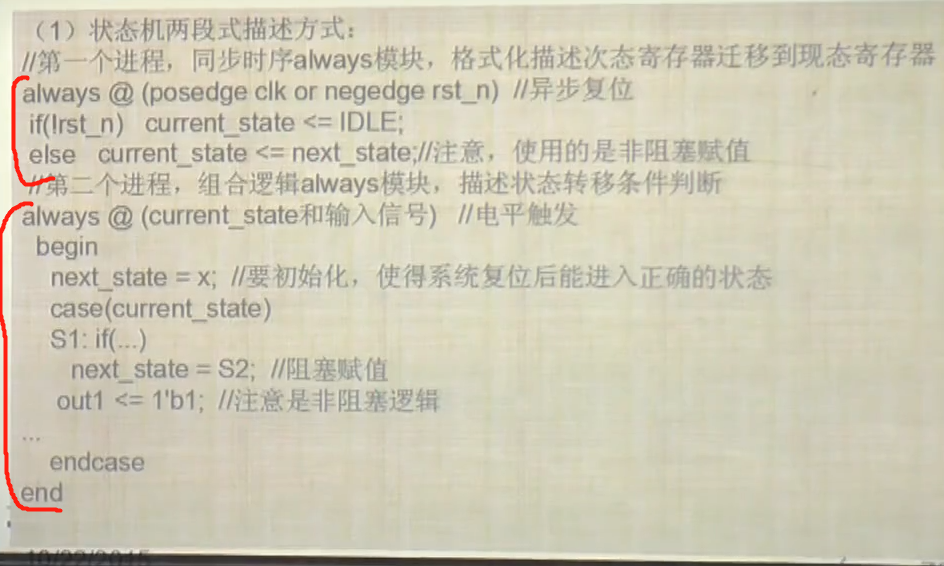 （1）状态机两段式描述方式：
//第一个进程，同步时序always模块，格式化描述次态寄存器迁移到现态寄存器
always @ (posedge clk or negedge rst_n)  //异步复位
if(!rst_n)   current_state <= IDLE;
else   current_state <= next_state;//注意，使用的是非阻塞赋值
//第二个进程，组合逻辑always模块，描述状态转移条件判断
always @ (current_state和输入信号)   //电平触发
begin
next_state = x;  //要初始化，使得系统复位后能进入正确的状态
case(current_state)
S1: if(...)
next_state = S2;  //阻塞赋值
out1 <= 1'b1;  //注意是非阻塞逻辑
...
endcase
end
10/22/2015